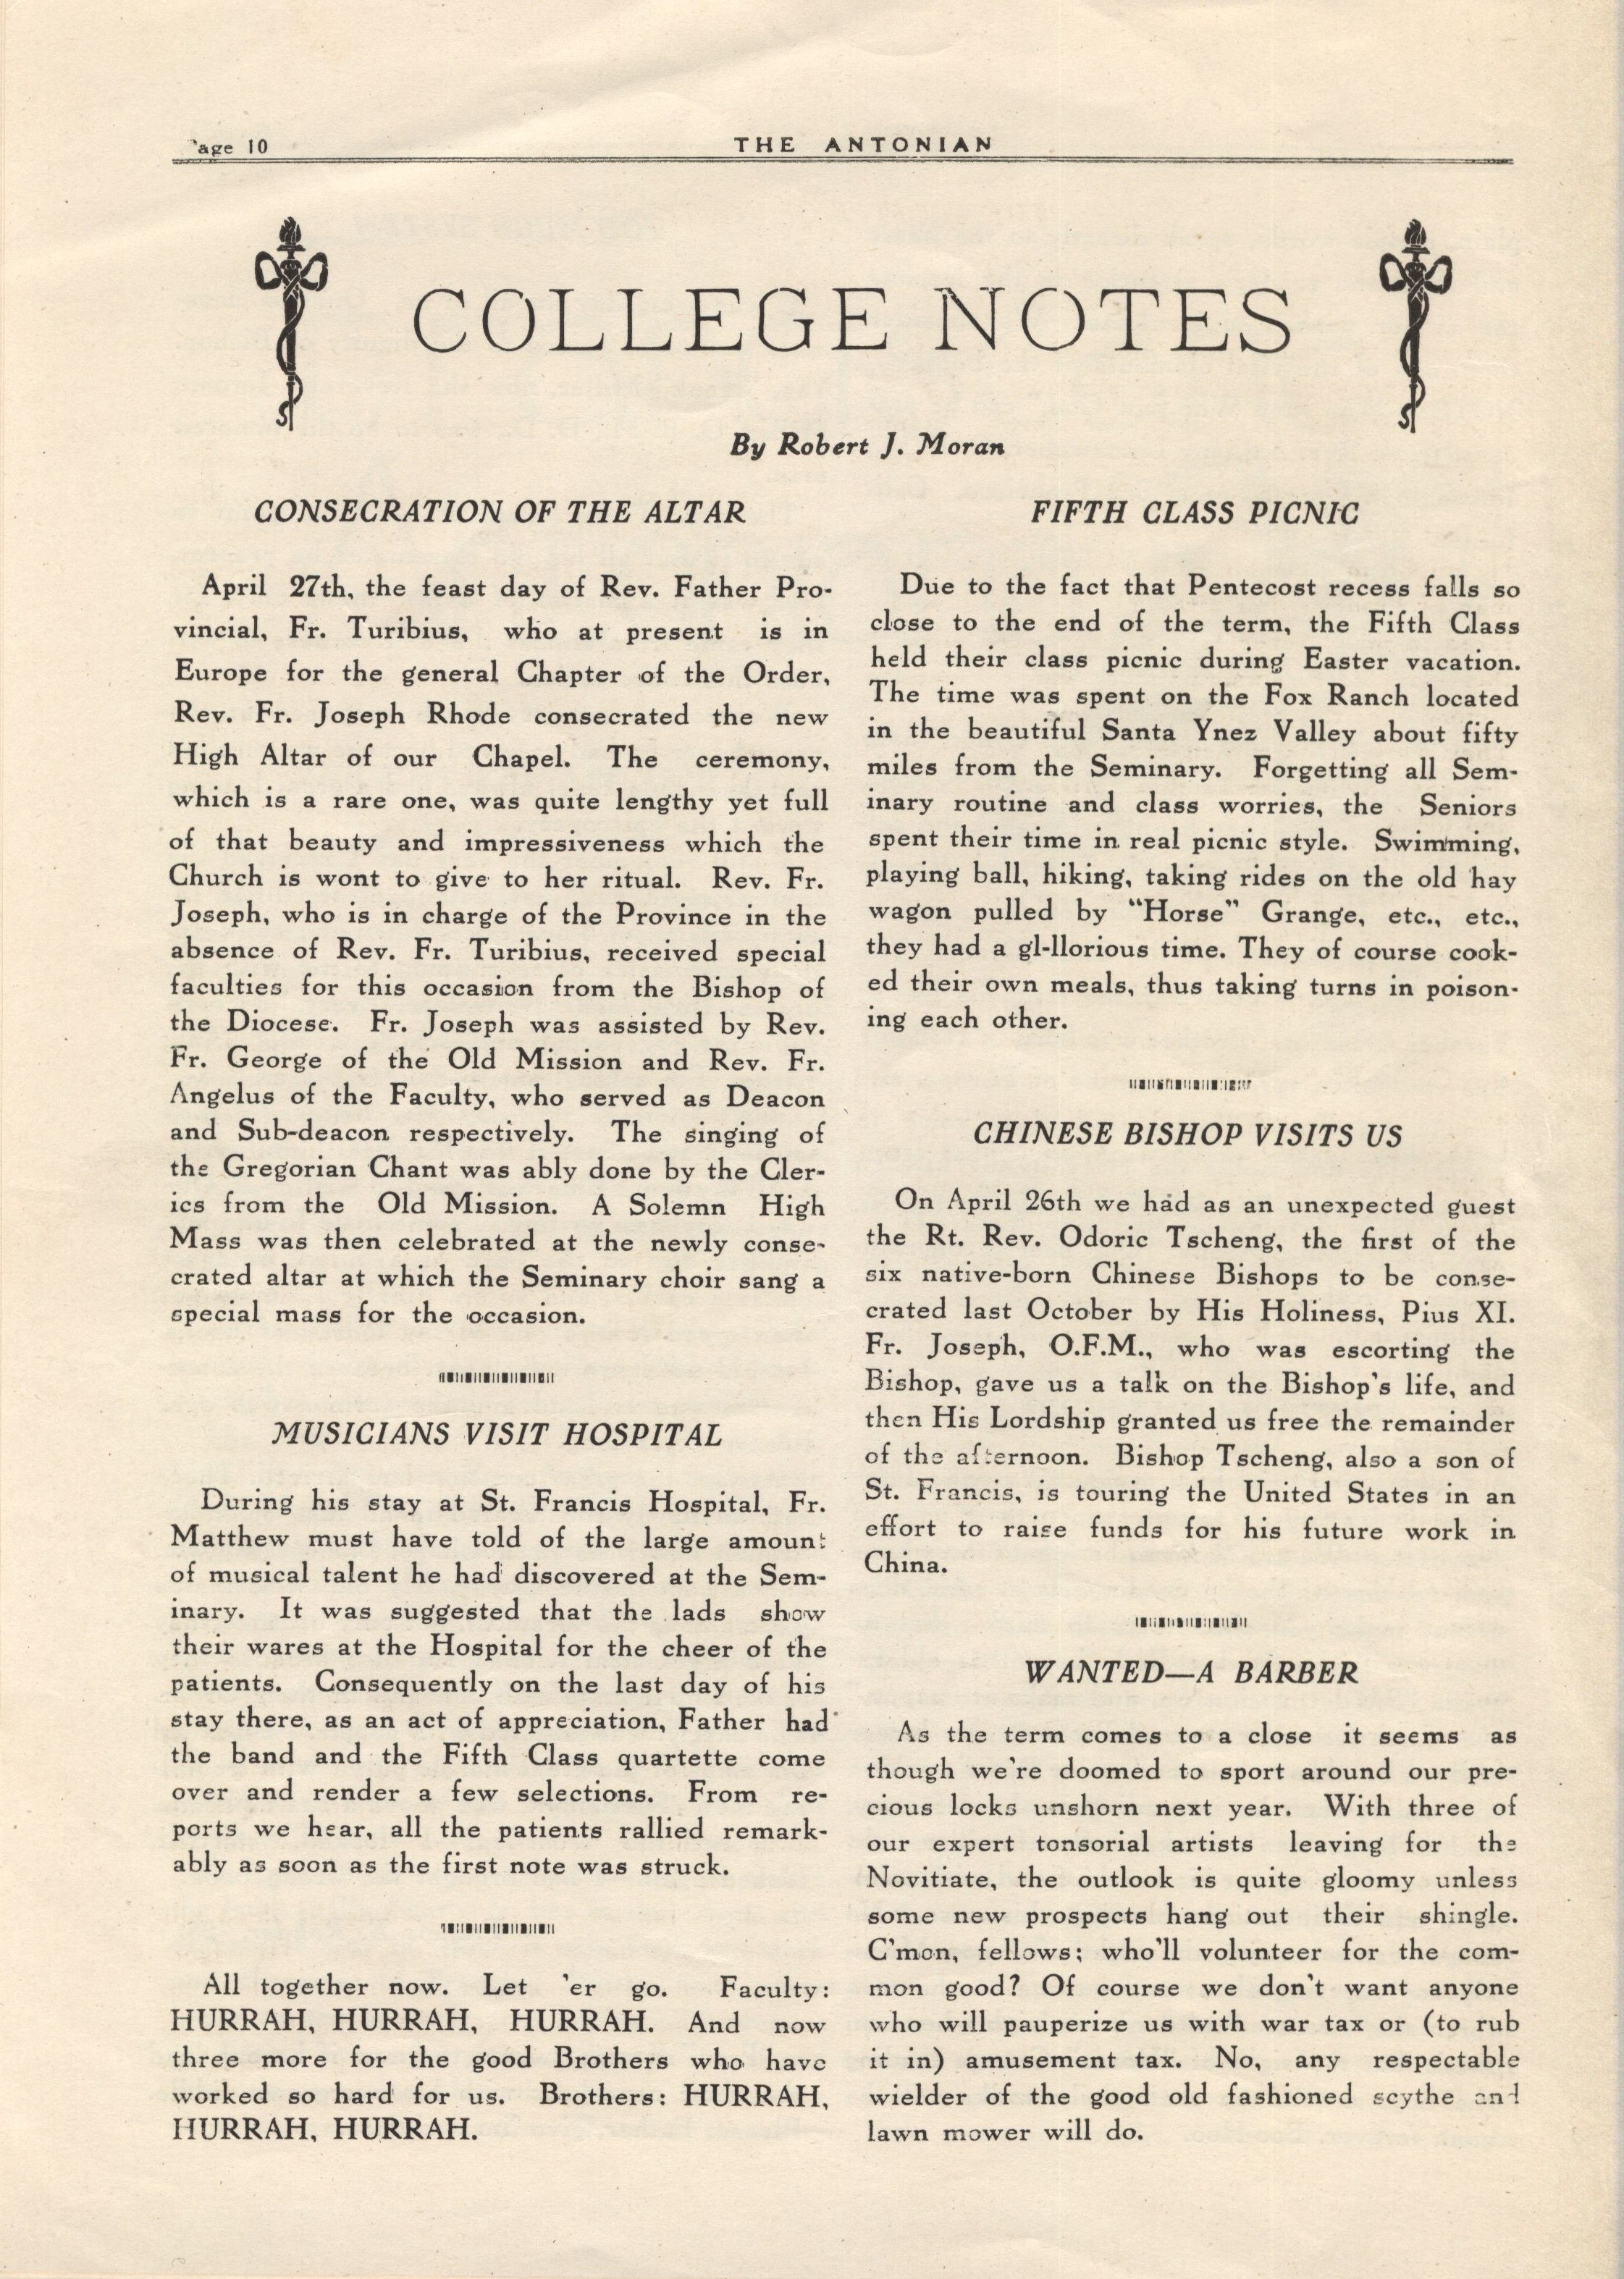 'age 10
THE ANTONIAN
COLLEGE NOTES
By Robert J. Moran
CONSECRATION OF THE ALTAR
April 27th, the feast day of Rev. Father Pro-
vincial, Fr. Turibius, who at present is in
Europe for the general Chapter of the Order,
Rev. Fr. Joseph Rhode consecrated the new
High Altar of our Chapel. The ceremony,
which is a rare one, was quite lengthy yet full
of that beauty and impressiveness which the
Church is wont to give to her ritual. Rev. Fr.
Joseph, who is in charge of the Province in the
absence of Rev. Fr. Turibius, received special
faculties for this occasion from the Bishop of
the Diocese. Fr. Joseph was assisted by Rev.
Fr. George of the Old Mission and Rev. Fr.
Angelus of the Faculty, who served as Deacon
and Sub-deacon respectively. The singing of
the Gregorian Chant was ably done by the Cler-
ics from the Old Mission. A Solemn High
Mass was then celebrated at the newly conse-
crated altar at which the Seminary choir sang a
special mass for the occasion.
MUSICIANS VISIT HOSPITAL
During his stay at St. Francis Hospital, Fr.
Matthew must have told of the large amount
of musical talent he had discovered at the Sem-
inary. It was suggested that the lads show
their wares at the Hospital for the cheer of the
patients. Consequently on the last day of his
stay there, as an act of appreciation, Father had
the band and the Fifth Class quartette come
over and render a few selections. From re-
ports we hear, all the patients rallied remark-
ably as soon as the first note was struck.
All together now. Let 'er go. Faculty:
HURRAH, HURRAH, HURRAH. And now
three more for the good Brothers who have
worked so hard for us. Brothers: HURRAH,
HURRAH, HURRAH.
FIFTH CLASS PICNIC
Due to the fact that Pentecost recess falls so
close to the end of the term, the Fifth Class
held their class picnic during Easter vacation.
The time was spent on the Fox Ranch located
in the beautiful Santa Ynez Valley about fifty
miles from the Seminary. Forgetting all Sem-
inary routine and class worries, the Seniors
spent their time in real picnic style. Swimming,
playing ball, hiking, taking rides on the old hay
wagon pulled by "Horse" Grange, etc., etc.,
they had a gl-llorious time. They of course cook-
ed their own meals, thus taking turns in poison-
ing each other.
CHINESE BISHOP VISITS US
On April 26th we had as an unexpected guest
the Rt. Rev. Odoric Tscheng, the first of the
six native-born Chinese Bishops to be conse-
crated last October by His Holiness, Pius XI.
Fr. Joseph, O.F.M., who was escorting the
Bishop, gave us a talk on the Bishop's life, and
then His Lordship granted us free the remainder
of the afternoon. Bishop Tscheng, also a son of
St. Francis, is touring the United States in an
effort to raise funds for his future work in
China.
WANTED—A BARBER
As the term comes to a close it seems as
though we're doomed to sport around our pre-
cious locks unshorn next year. With three of
our expert tonsorial artists leaving for the
Novitiate, the outlook is quite gloomy unless
some new prospects hang out their shingle.
C'mon, fellows; who'll volunteer for the com-
mon good? Of course we don't want anyone
who will pauperize us with war tax or (to rub
it in) amusement tax. No, any respectable
wielder of the good old fashioned scythe and
lawn mower will do.